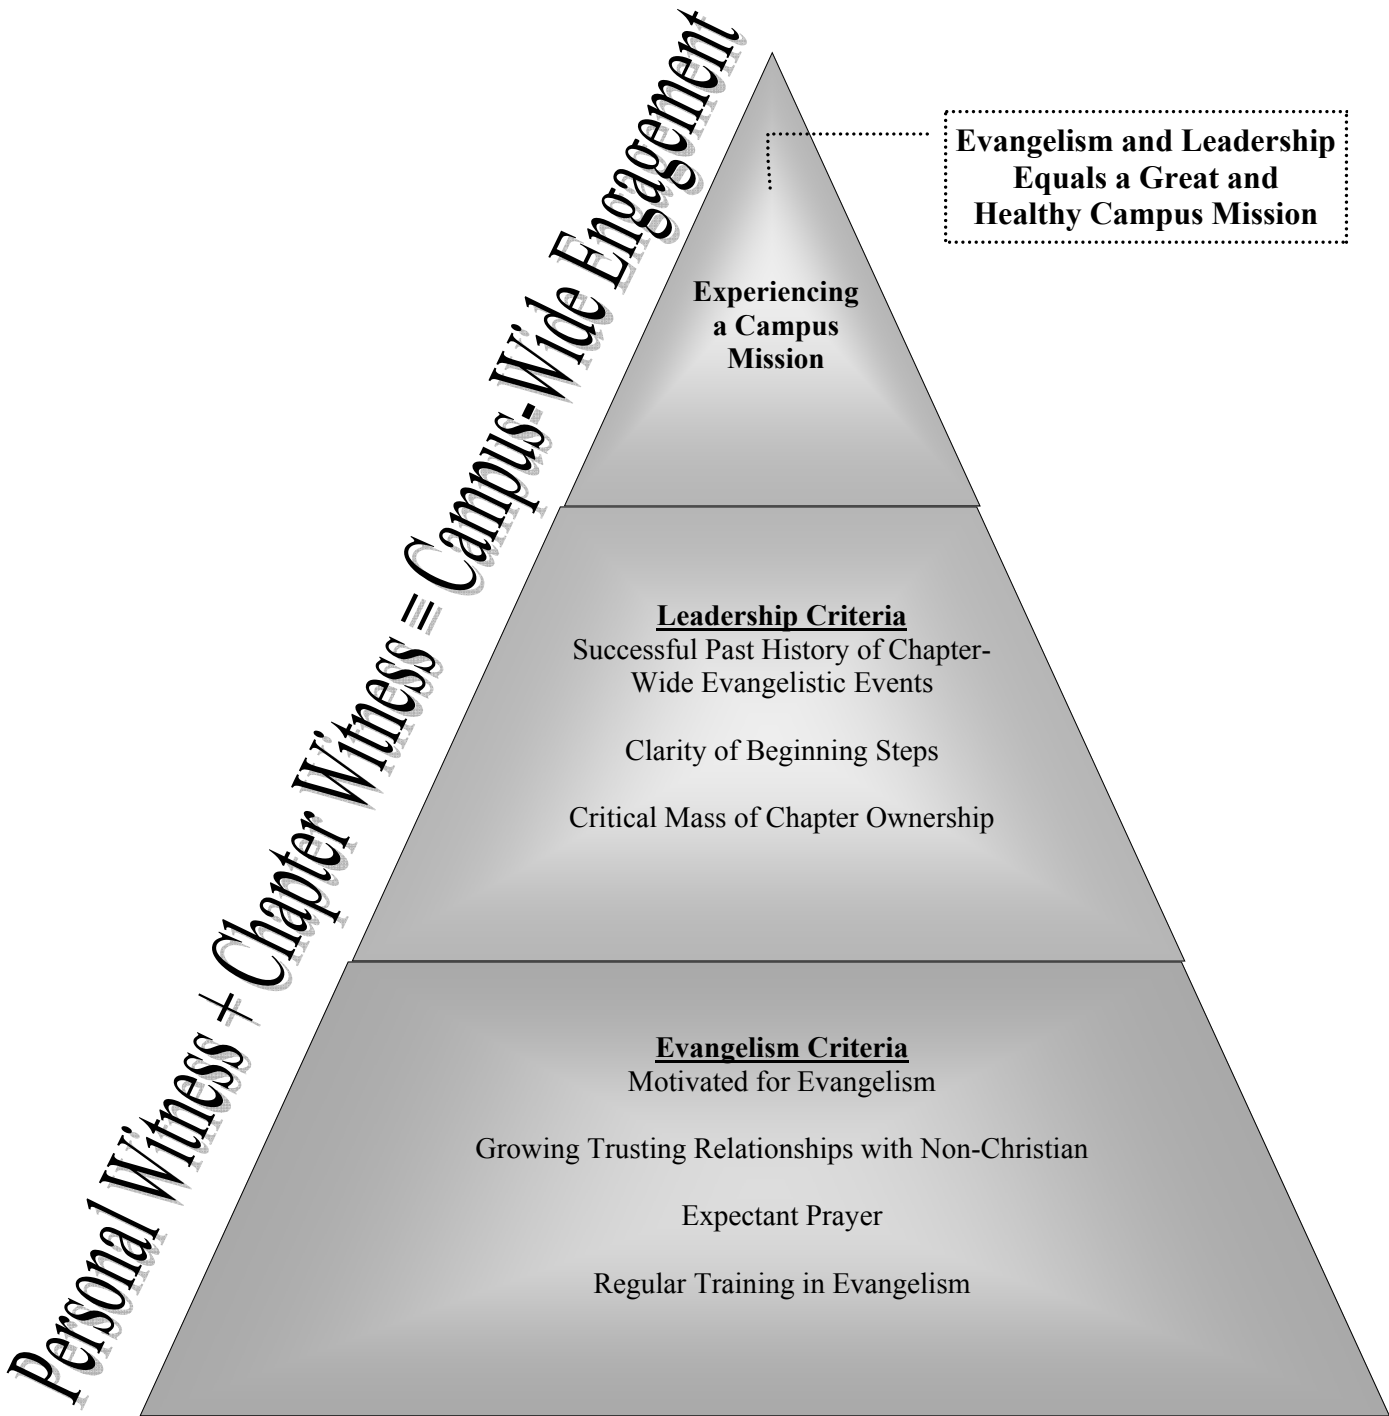 Personal Witness + Chapter Witness = Campus-Wide Engagement
Evangelism and Leadership
Equals a Great and
Healthy Campus Mission
Experiencing
a Campus
Mission
Leadership Criteria
Successful Past History of Chapter-
Wide Evangelistic Events
Clarity of Beginning Steps
Critical Mass of Chapter Ownership
Evangelism Criteria
Motivated for Evangelism
Growing Trusting Relationships with Non-Christian
Expectant Prayer
Regular Training in Evangelism